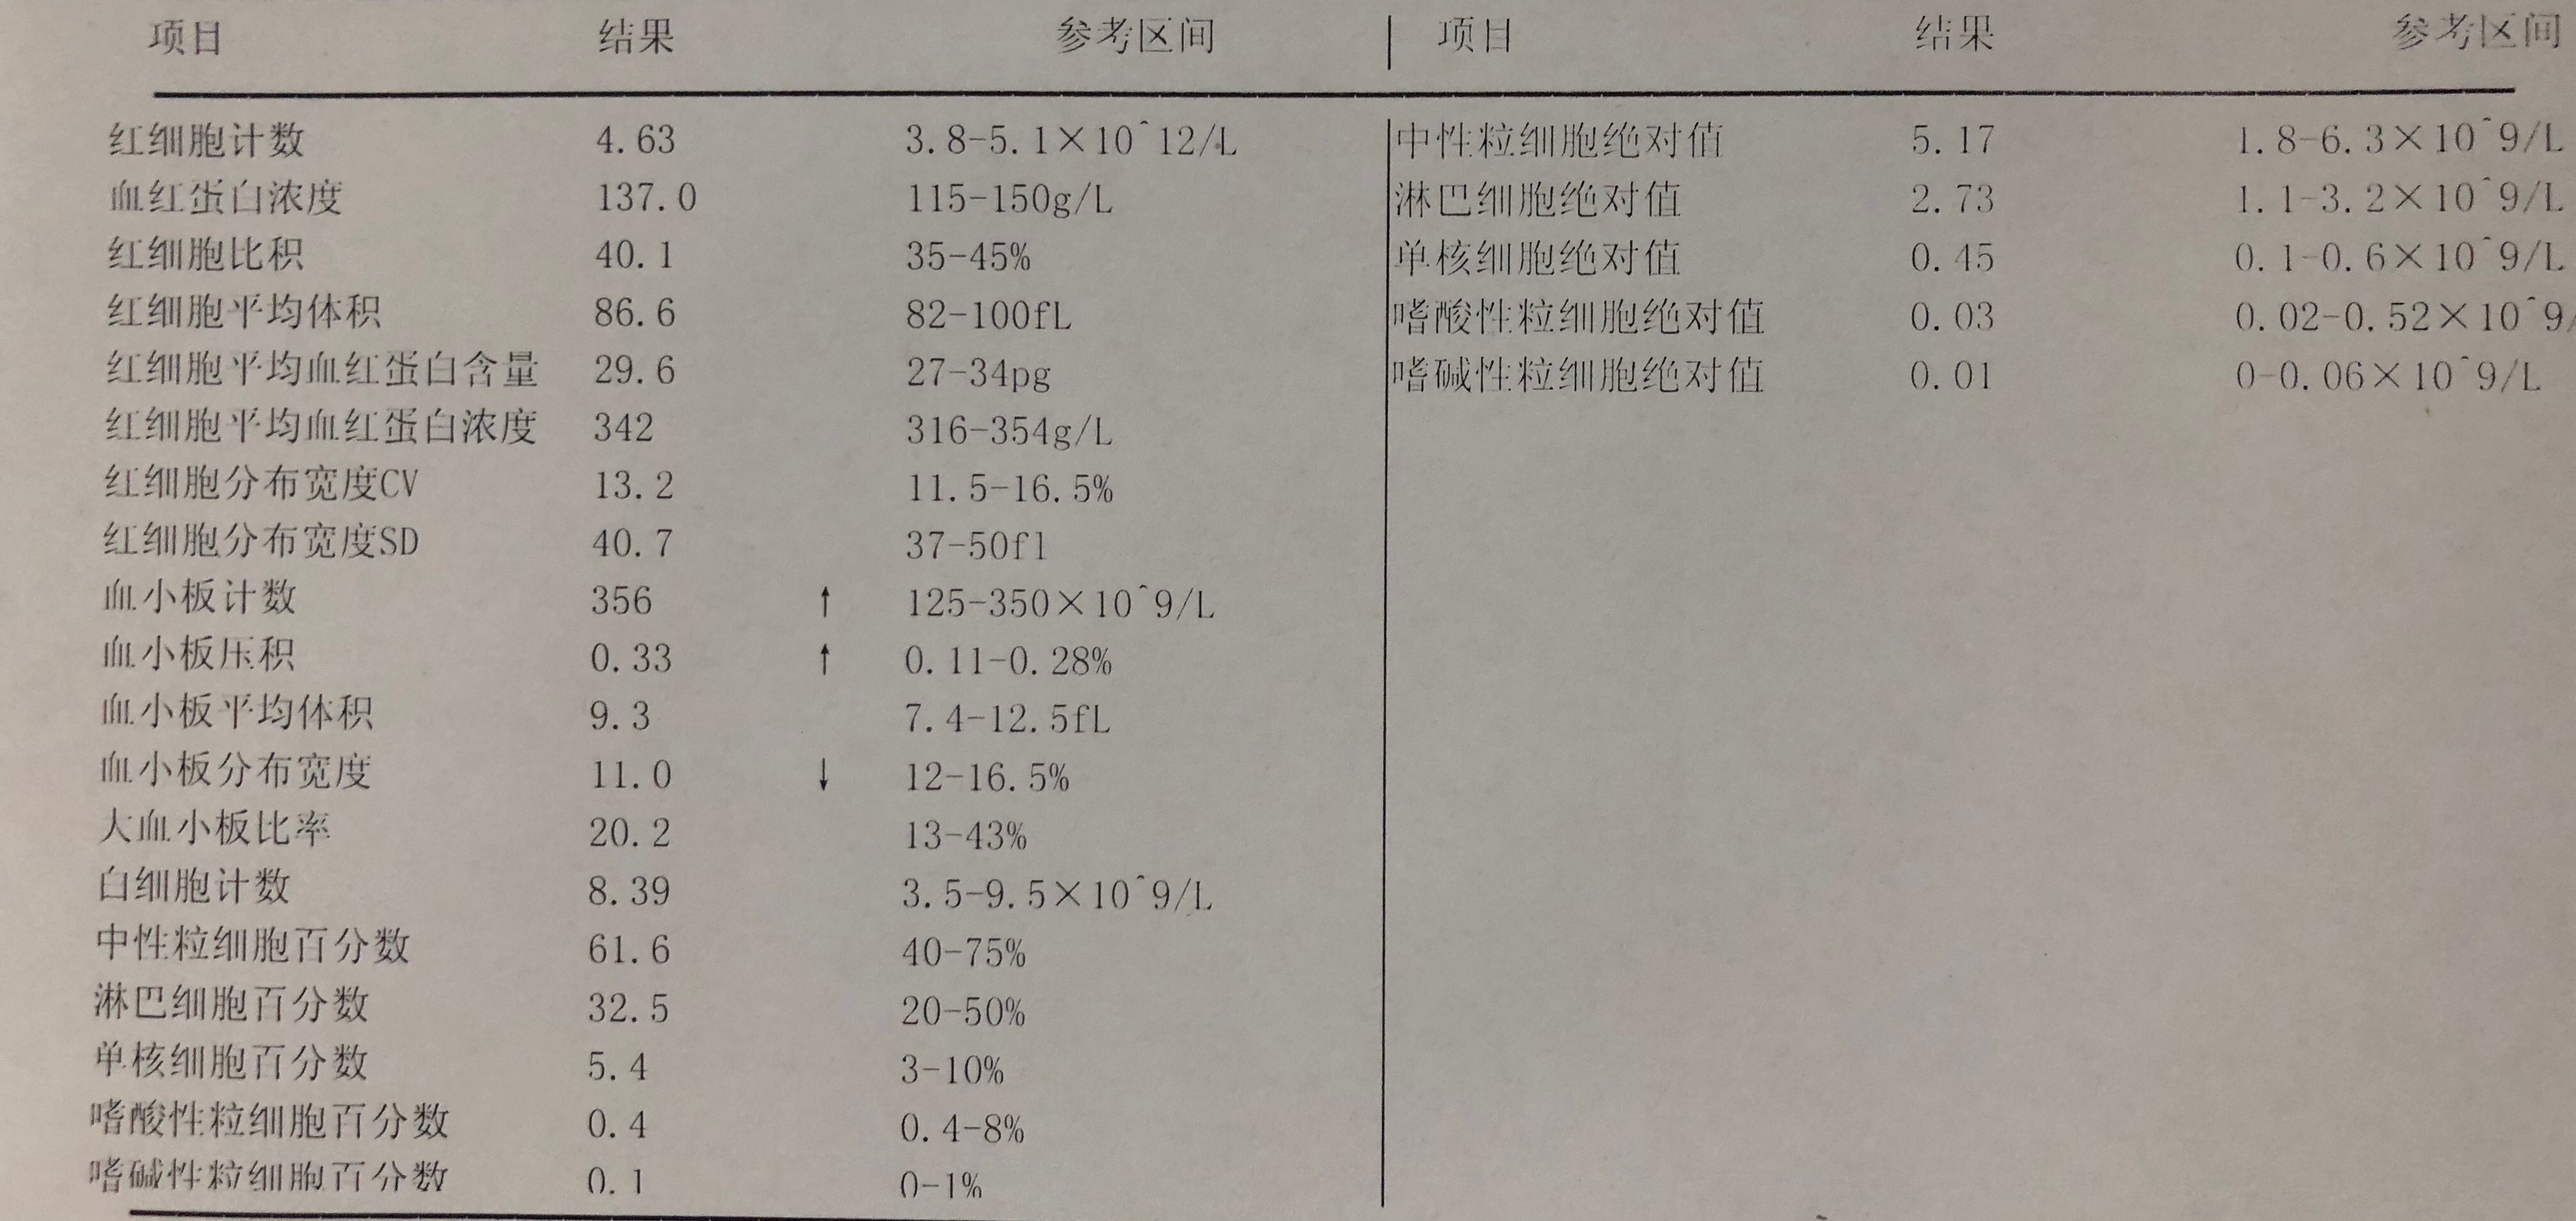 项目 结果 参考区间 项目 结果 参考区间
红细胞计数 4.63 3.8-5.1×10^12/L 中性粒细胞绝对值 5.17 1.8-6.3×10^9/L
血红蛋白浓度 137.0 115-150g/L 淋巴细胞绝对值 2.73 1.1-3.2×10^9/L
红细胞比积 40.1 35-45% 单核细胞绝对值 0.45 0.1-0.6×10^9/L
红细胞平均体积 86.6 82-100fL 嗜酸性粒细胞绝对值 0.03 0.02-0.52×10^9/
红细胞平均血红蛋白含量 29.6 27-34pg 嗜碱性粒细胞绝对值 0.01 0-0.06×10^9/L
红细胞平均血红蛋白浓度 342 316-354g/L
红细胞分布宽度CV 13.2 11.5-16.5%
红细胞分布宽度SD 40.7 37-50fl
血小板计数 356 ↑ 125-350×10^9/L
血小板压积 0.33 ↑ 0.11-0.28%
血小板平均体积 9.3 7.4-12.5fL
血小板分布宽度 11.0 ↓ 12-16.5%
大血小板比率 20.2 13-43%
白细胞计数 8.39 3.5-9.5×10^9/L
中性粒细胞百分数 61.6 40-75%
淋巴细胞百分数 32.5 20-50%
单核细胞百分数 5.4 3-10%
嗜酸性粒细胞百分数 0.4 0.4-8%
嗜碱性粒细胞百分数 0.1 0-1%